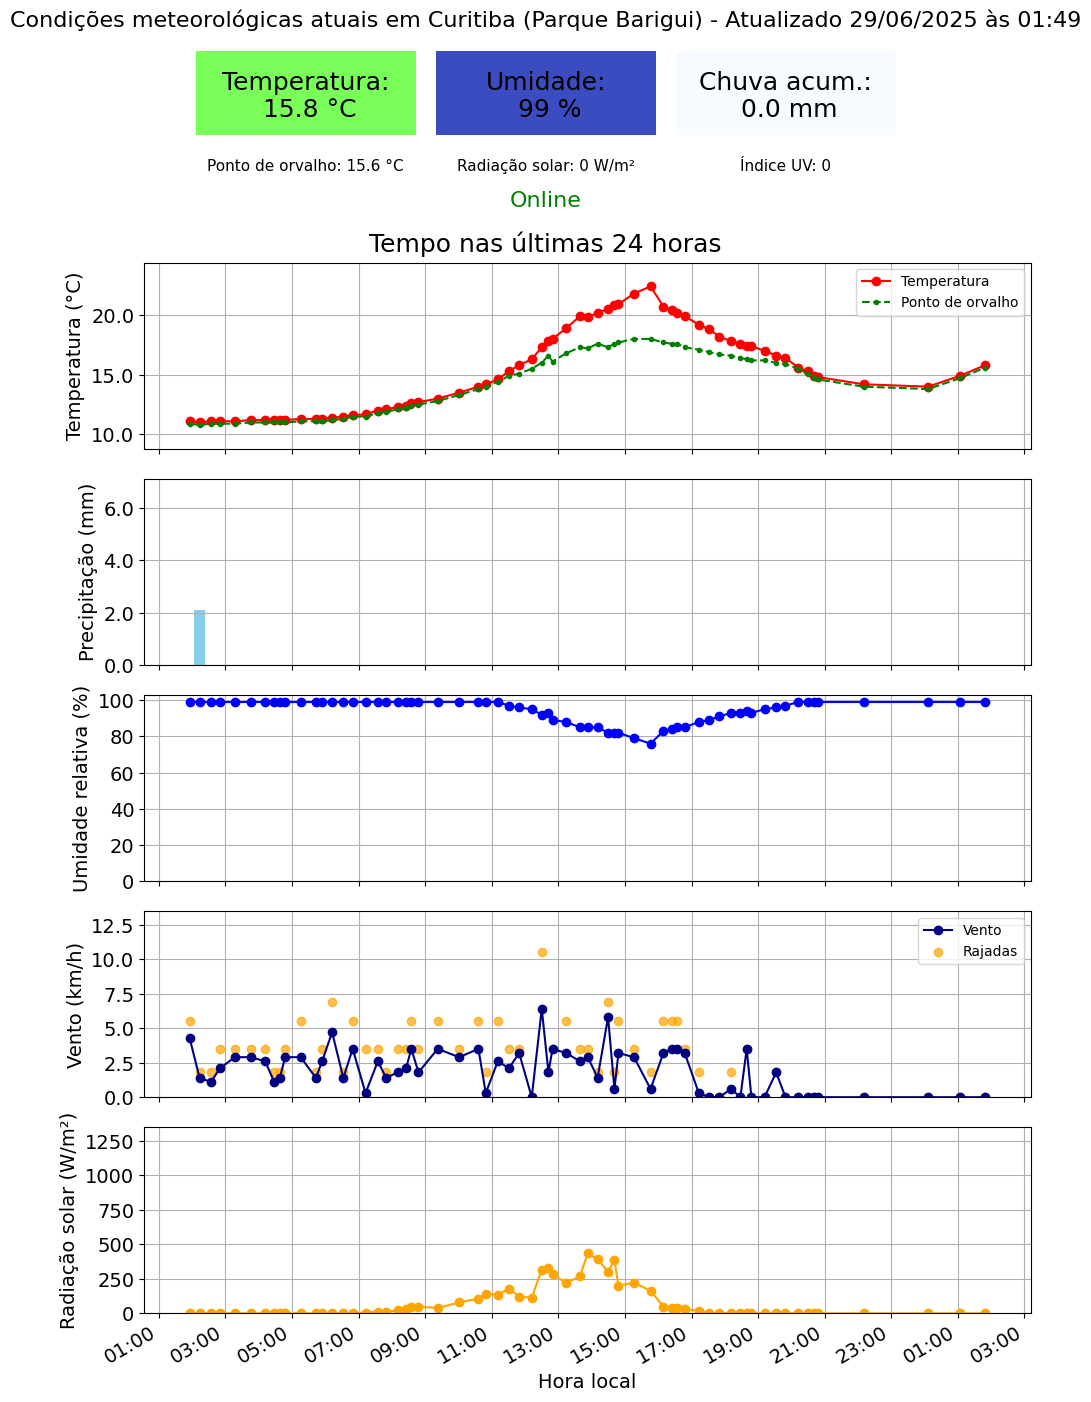 Condições meteorológicas atuais em Curitiba (Parque Barigui) - Atualizado 29/06/2025 às 01:49
Temperatura:
15.8 °C
Umidade:
99 %
Chuva acum.:
0.0 mm
Ponto de orvalho: 15.6 °C
Radiação solar: 0 W/m²
Índice UV: 0
Online
Tempo nas últimas 24 horas
Temperatura (°C)
20.0
15.0
10.0
Temperatura
Ponto de orvalho
Precipitação (mm)
6.0
4.0
2.0
0.0
Umidade relativa (%)
100
80
60
40
20
0
Vento (km/h)
12.5
10.0
7.5
5.0
2.5
0.0
Vento
Rajadas
Radiação solar (W/m²)
1250
1000
750
500
250
0
01:00 03:00 05:00 07:00 09:00 11:00 13:00 15:00 17:00 19:00 21:00 23:00 01:00 03:00
Hora local